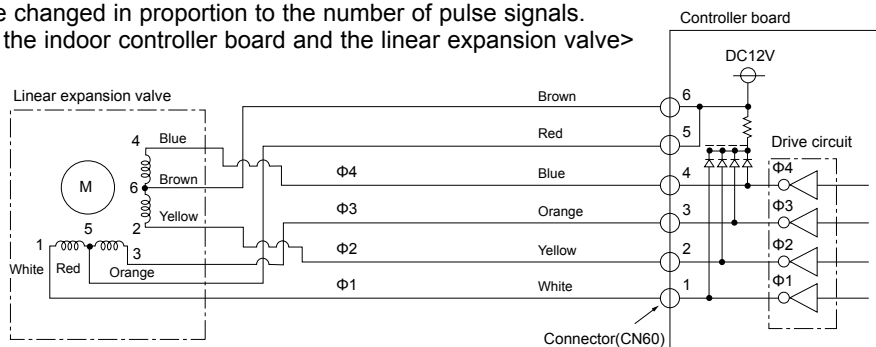 e changed in proportion to the number of pulse signals.
the indoor controller board and the linear expansion valve>
Controller board
DC12V
Linear expansion valve
Brown 6
Red 5
Drive circuit
4 Blue
Φ4 Blue 4 Φ4
M 6 Brown
Φ3 Orange 3 Φ3
Yellow
5 2
Φ2 Yellow 2 Φ2
1 3
White Red Orange
Φ1 White 1 Φ1
Connector(CN60)